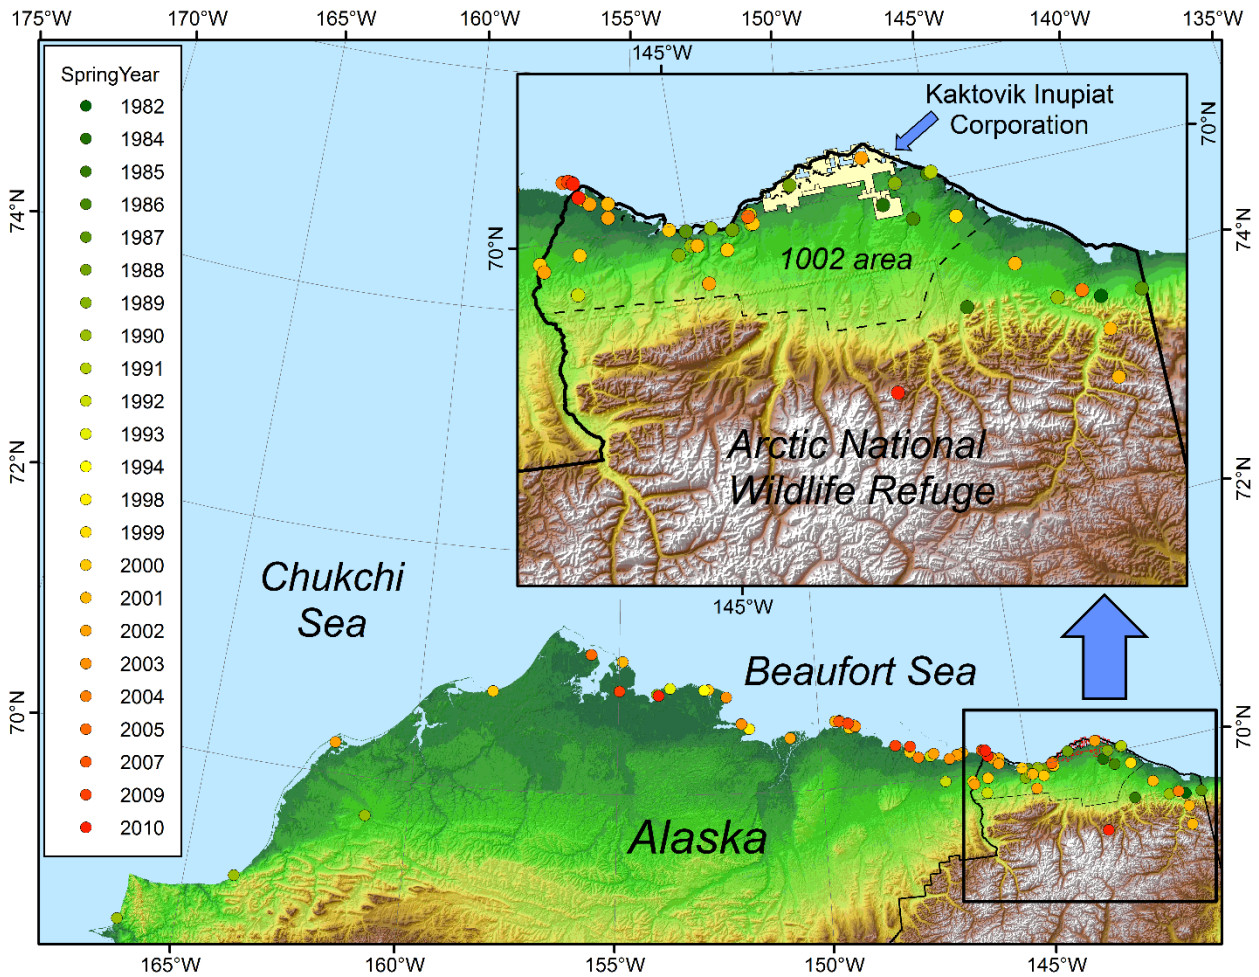 175°W 170°W 165°W 160°W 155°W 150°W 145°W 140°W 135°W
SpringYear
1982
1984
1985
1986
1987
1988
1989
1990
1991
1992
1993
1994
1998
1999
2000
2001
2002
2003
2004
2005
2007
2009
2010
145°W
Kaktovik Inupiat
Corporation
70°N
70°N
1002 area
Arctic National
Wildlife Refuge
145°W
74°N
72°N
70°N
74°N
72°N
70°N
Chukchi
Sea
Beaufort Sea
Alaska
165°W 160°W 155°W 150°W 145°W